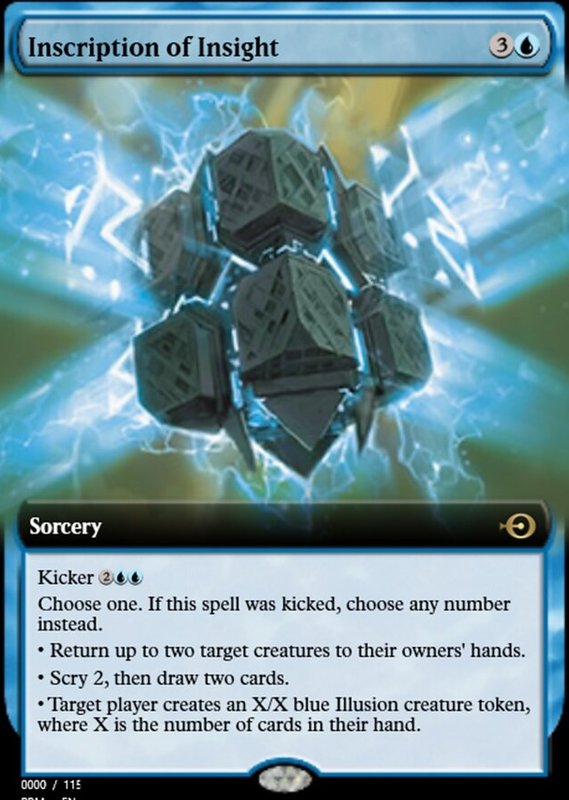 Inscription of Insight 3
Sorcery
Kicker 2
Choose one. If this spell was kicked, choose any number
instead.
• Return up to two target creatures to their owners' hands.
• Scry 2, then draw two cards.
• Target player creates an X/X blue Illusion creature token,
where X is the number of cards in their hand.
0000 / 115